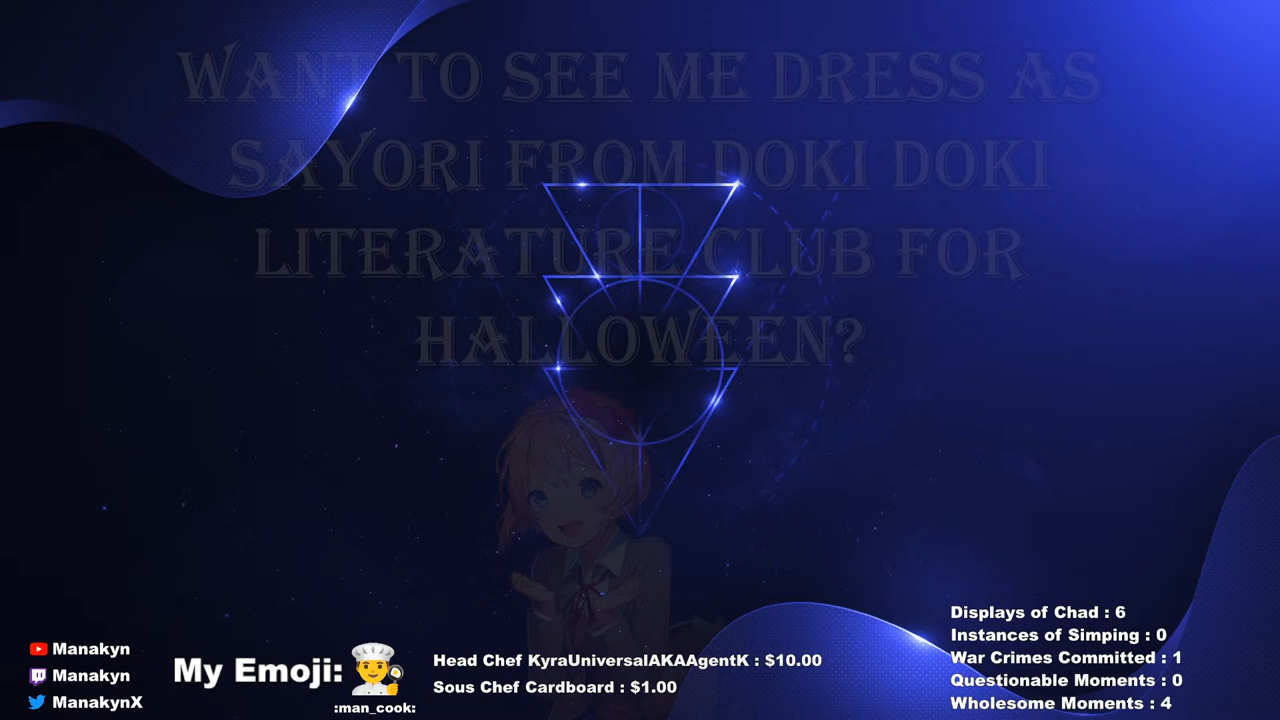 WANT TO SEE ME DRESS AS
SAYORI FROM DOKI DOKI
LITERATURE CLUB FOR
HALLOWEEN?
Displays of Chad : 6
Instances of Simping : 0
War Crimes Committed : 1
Questionable Moments : 0
Wholesome Moments : 4
Manakyn
Manakyn
ManakynX
My Emoji:
:man_cook:
Head Chef KyraUniversalAKAAgentK : $10.00
Sous Chef Cardboard : $1.00